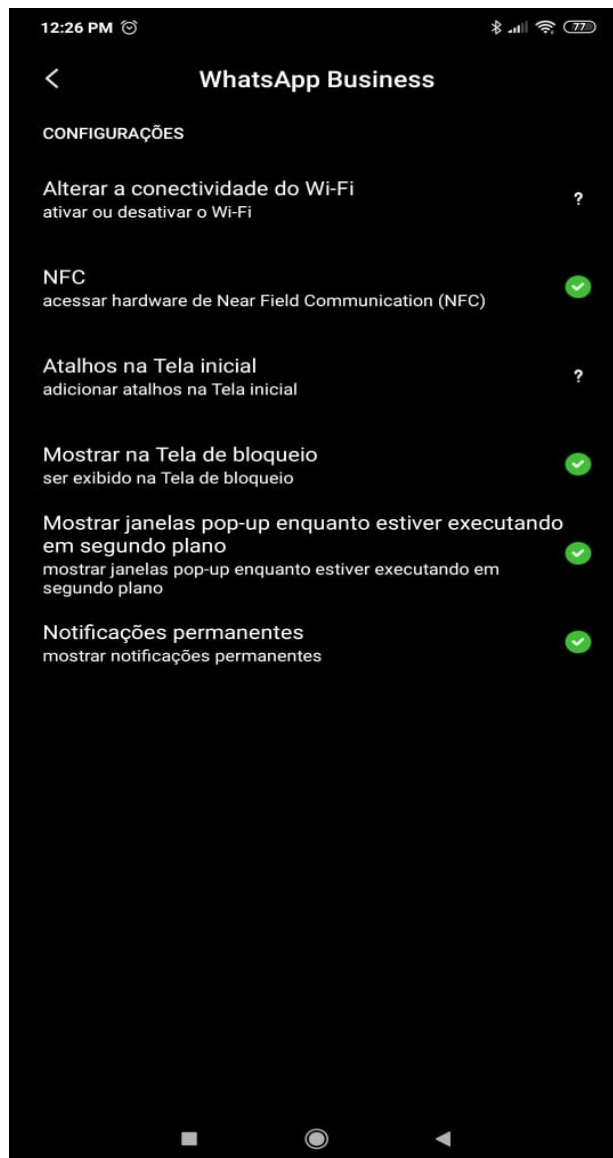 12:26 PM
77
WhatsApp Business
CONFIGURAÇÕES
Alterar a conectividade do Wi-Fi
ativar ou desativar o Wi-Fi
?
NFC
acessar hardware de Near Field Communication (NFC)
Atalhos na Tela inicial
adicionar atalhos na Tela inicial
?
Mostrar na Tela de bloqueio
ser exibido na Tela de bloqueio
Mostrar janelas pop-up enquanto estiver executando
em segundo plano
mostrar janelas pop-up enquanto estiver executando em
segundo plano
Notificações permanentes
mostrar notificações permanentes